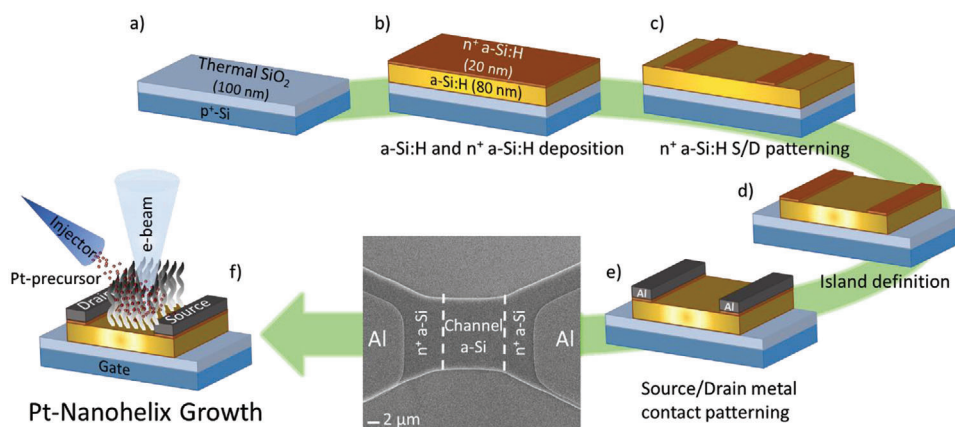 a)
Thermal SiO₂
(100 nm)
p⁺-Si
b)
n⁺ a-Si:H
(20 nm)
a-Si:H (80 nm)
a-Si:H and n⁺ a-Si:H deposition
c)
n⁺ a-Si:H S/D patterning
d)
Island definition
e)
Al
Al
Source/Drain metal
contact patterning
Al
n⁺ a-Si
Channel
a-Si
n⁺ a-Si
Al
2 μm
f)
Injector
e-beam
Pt-precursor
Drain
Source
Gate
Pt-Nanohelix Growth